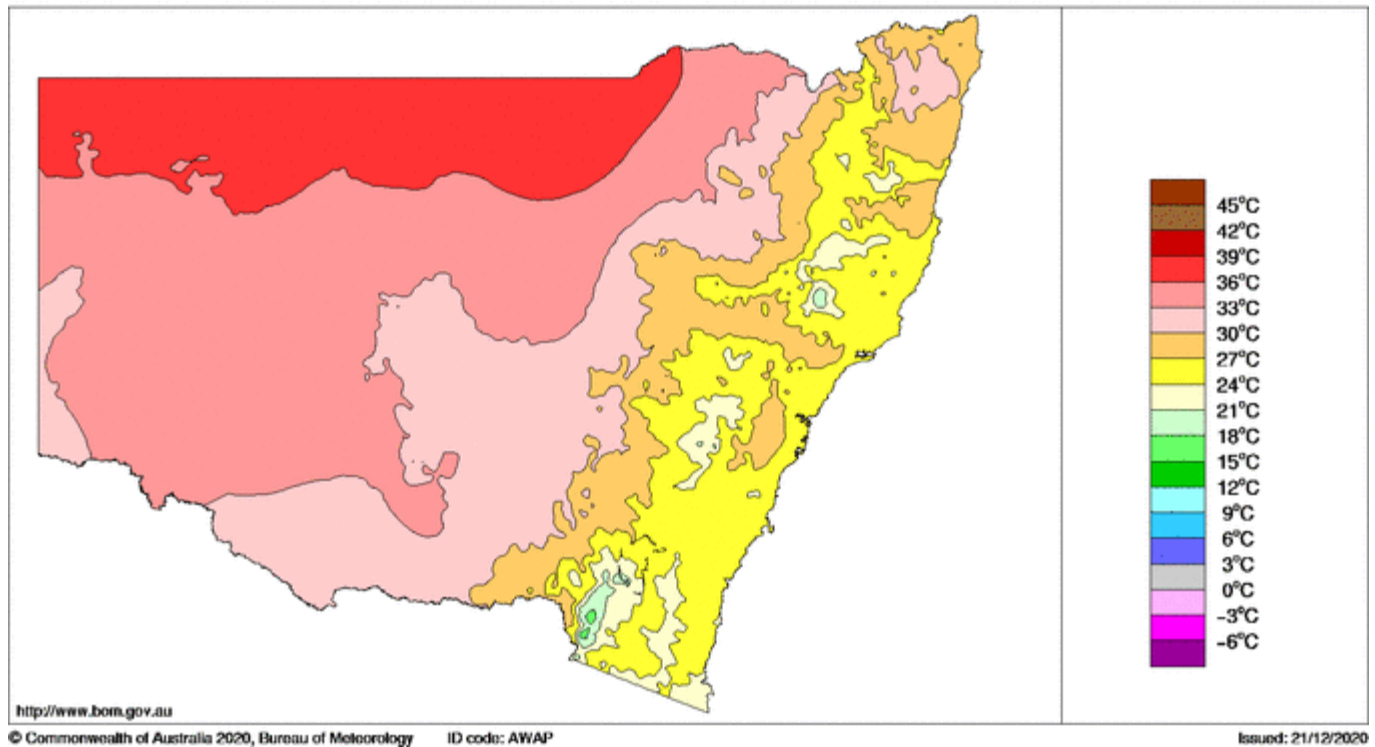 45°C
42°C
39°C
36°C
33°C
30°C
27°C
24°C
21°C
18°C
15°C
12°C
9°C
6°C
3°C
0°C
-3°C
-6°C
http://www.bom.gov.au
© Commonwealth of Australia 2020, Bureau of Meteorology ID code: AWAP Issued: 21/12/2020